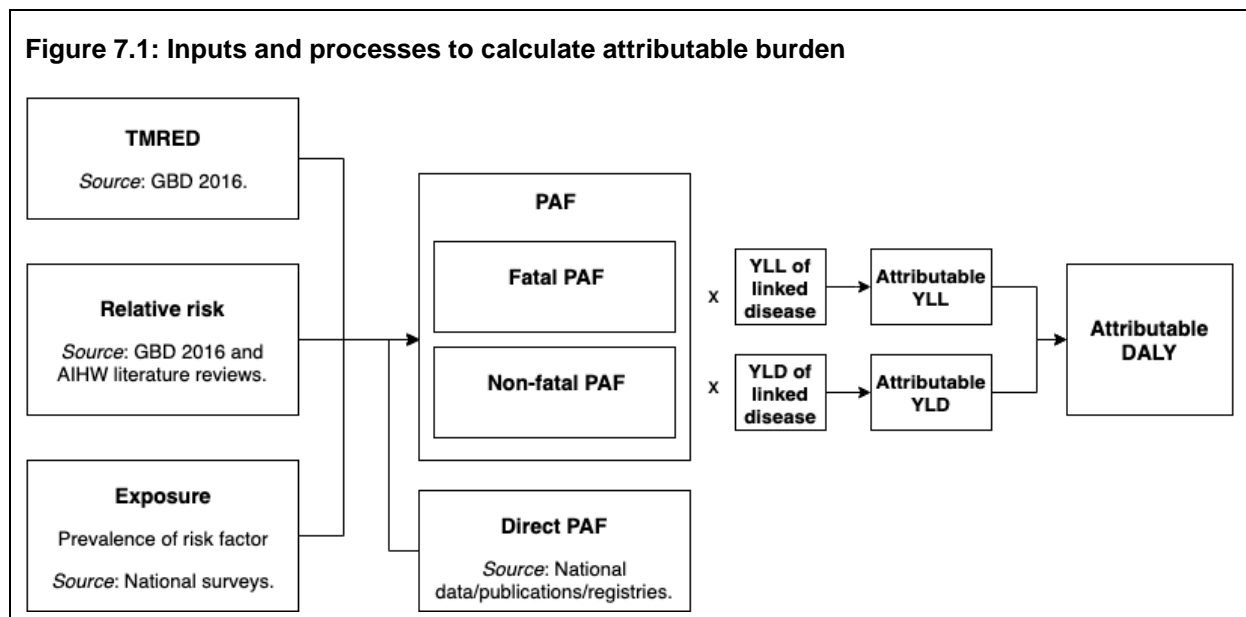 Figure 7.1: Inputs and processes to calculate attributable burden
TMRED
Source: GBD 2016.
Relative risk
Source: GBD 2016 and
AIHW literature reviews.
Exposure
Prevalence of risk factor
Source: National surveys.
PAF
Fatal PAF
Non-fatal PAF
Direct PAF
Source: National
data/publications/registries.
x
YLL of
linked
disease
Attributable
YLL
x
YLD of
linked
disease
Attributable
YLD
Attributable
DALY